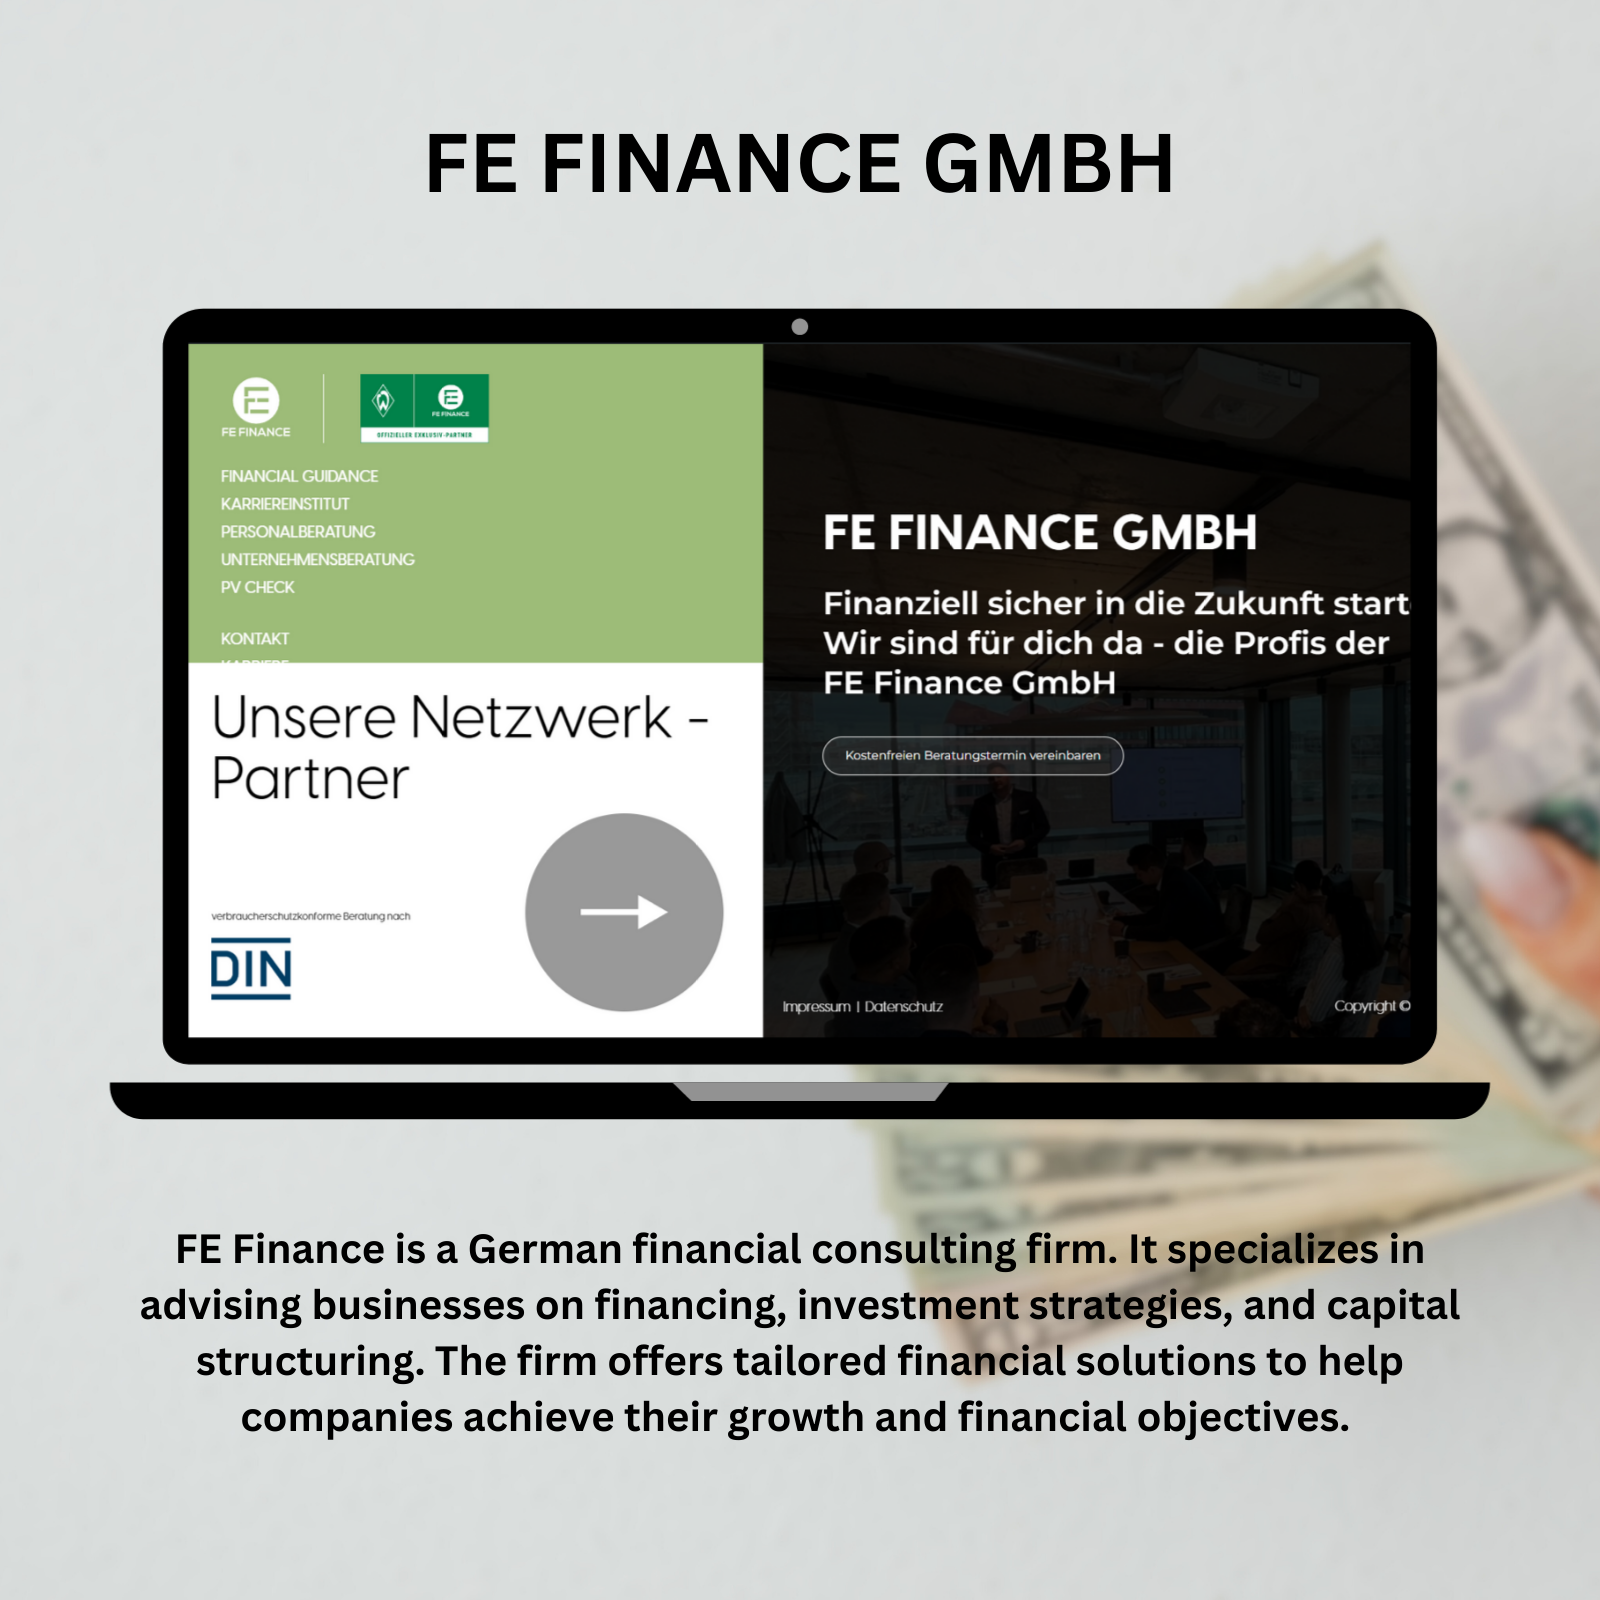 FE FINANCE GMBH
FE FINANCE
FE FINANCE
OFFIZIELLER EXKLUSIV-PARTNER
FINANCIAL GUIDANCE
KARRIEREINSTITUT
PERSONALBERATUNG
UNTERNEHMENSBERATUNG
PV CHECK
KONTAKT
Unsere Netzwerk -
Partner
verbraucherschutzkonforme Beratung nach
DIN
FE FINANCE GMBH
Finanziell sicher in die Zukunft start
Wir sind für dich da - die Profis der
FE Finance GmbH
Kostenfreien Beratungstermin vereinbaren
Impressum | Datenschutz
Copyright ©
FE Finance is a German financial consulting firm. It specializes in
advising businesses on financing, investment strategies, and capital
structuring. The firm offers tailored financial solutions to help
companies achieve their growth and financial objectives.